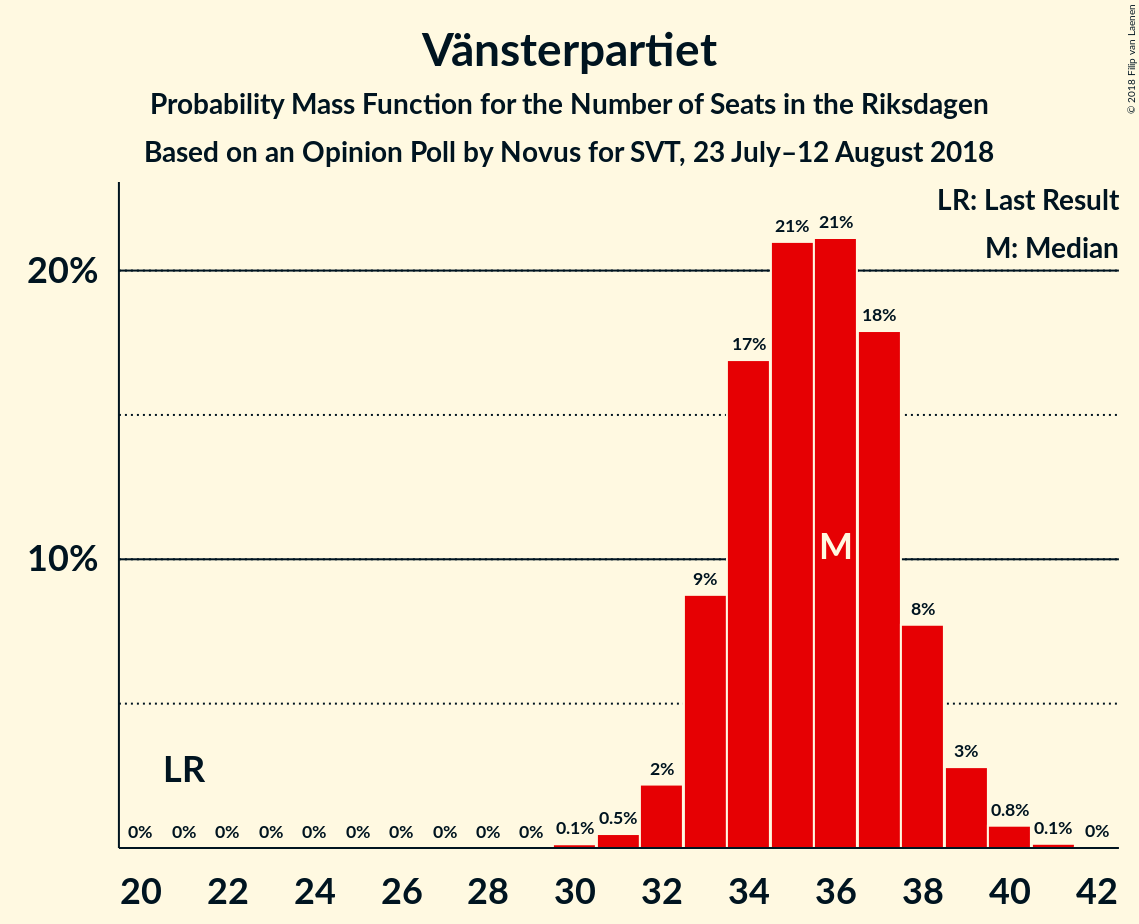 Vänsterpartiet
Probability Mass Function for the Number of Seats in the Riksdagen
Based on an Opinion Poll by Novus for SVT, 23 July–12 August 2018
© 2018 Filip van Laenen
LR: Last Result
M: Median
20%
10%
0% 0% 0% 0% 0% 0% 0% 0% 0% 0% 0.1% 0.5% 2% 9% 17% 21% 21% 18% 8% 3% 0.8% 0.1% 0%
LR
M
20 22 24 26 28 30 32 34 36 38 40 42